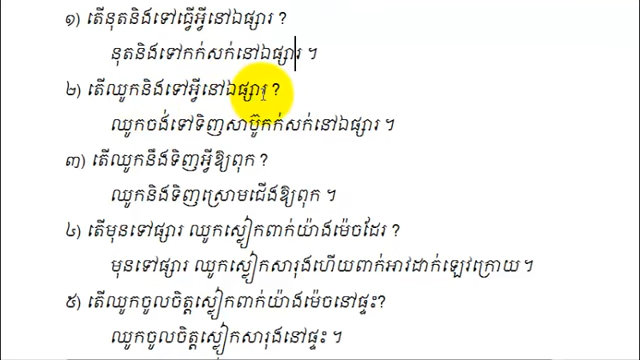 ១) តើនុតនិងទៅធ្វើអ្វីនៅឯផ្សារ ?
នុតនិងទៅកក់សក់នៅឯផ្សារ ។
២) តើឈូកនិងទៅអ្វីនៅឯផ្សារ ?
ឈូកចង់ទៅទិញសាប៊ូកក់សក់នៅឯផ្សារ ។
៣) តើឈូកនឹងទិញអ្វីឱ្យពុក ?
ឈូកនិងទិញស្រោមជើងឱ្យពុក ។
៤) តើមុនទៅផ្សារ ឈូកស្លៀកពាក់យ៉ាងម៉េចដែរ ?
មុនទៅផ្សារ ឈូកស្លៀកសារុងហើយពាក់អាវដាក់ឡេវក្រោយ។
៥) តើឈូកចូលចិត្តស្លៀកពាក់យ៉ាងម៉េចនៅផ្ទះ?
ឈូកចូលចិត្តស្លៀកសារុងនៅផ្ទះ ។